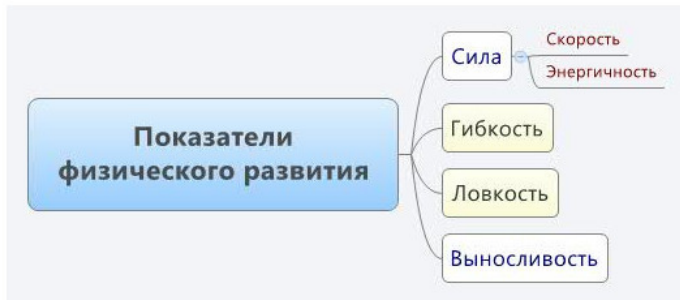 Показатели
физического развития
Сила
Скорость
Энергичность
Гибкость
Ловкость
Выносливость